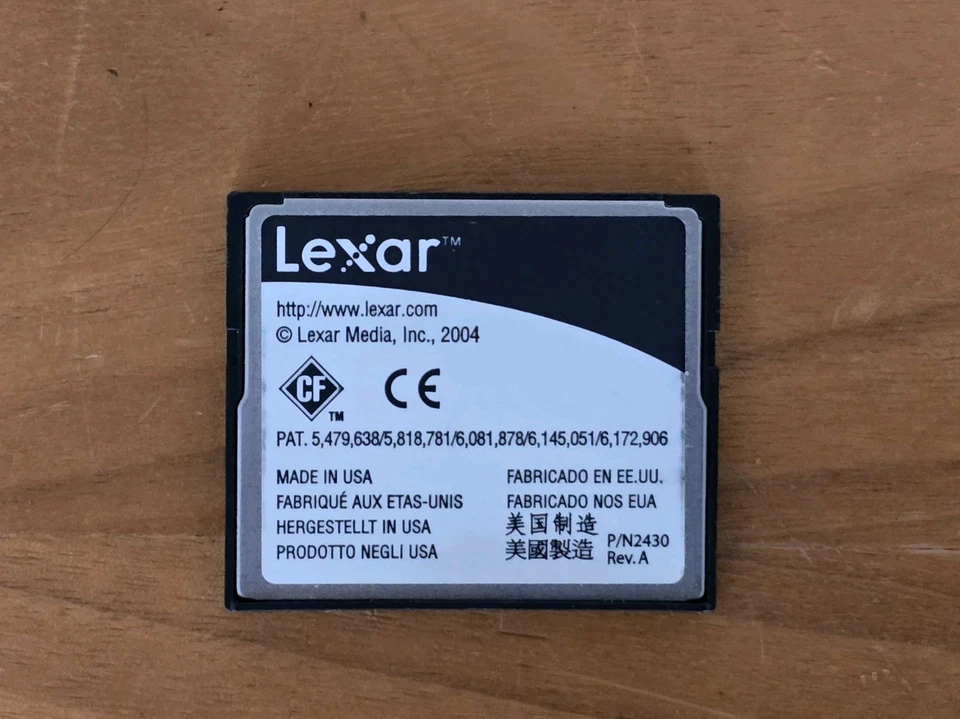 Lexar™
http://www.lexar.com
© Lexar Media, Inc., 2004
CF™ CE
PAT. 5,479,638/5,818,781/6,081,878/6,145,051/6,172,906
MADE IN USA
FABRIQUÉ AUX ETAS-UNIS
HERGESTELLT IN USA
PRODOTTO NEGLI USA
FABRICADO EN EE.UU.
FABRICADO NOS EUA
美国制造
美國製造
P/N2430
Rev. A